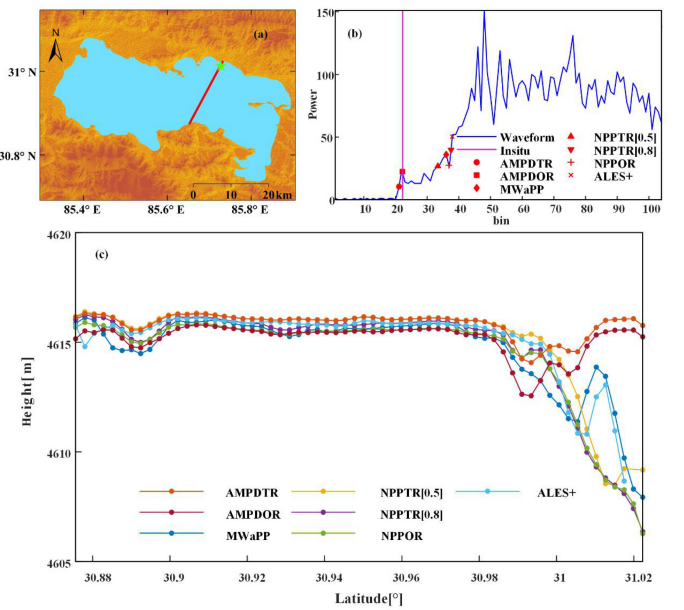 (a)
N
31° N
30.8° N
0 10 20km
85.4° E 85.6° E 85.8° E
(b)
150
100
50
0
Power
10 20 30 40 50 60 70 80 90 100
bin
Waveform
Insitu
AMPDTR
AMPDOR
MWaPP
NPPTR[0.5]
NPPTR[0.8]
NPPOR
ALES+
(c)
4620
4615
4610
4605
Height[m]
AMPDTR
AMPDOR
MWaPP
NPPTR[0.5]
NPPTR[0.8]
NPPOR
ALES+
30.88 30.9 30.92 30.94 30.96 30.98 31 31.02
Latitude[°]